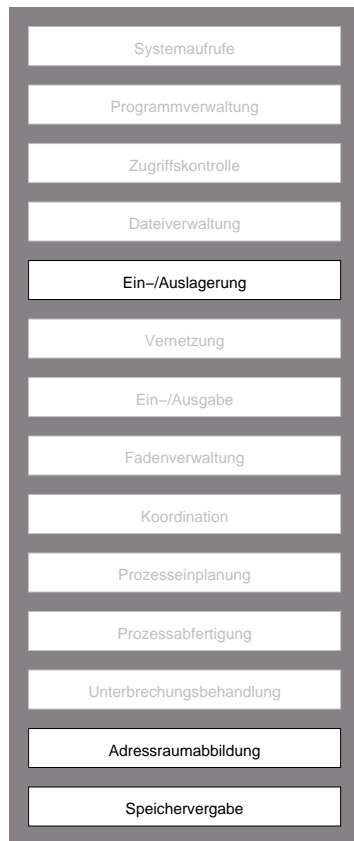 Systemaufrufe
Programmverwaltung
Zugriffskontrolle
Dateiverwaltung
Ein−/Auslagerung
Vernetzung
Ein−/Ausgabe
Fadenverwaltung
Koordination
Prozesseinplanung
Prozessabfertigung
Unterbrechungsbehandlung
Adressraumabbildung
Speichervergabe